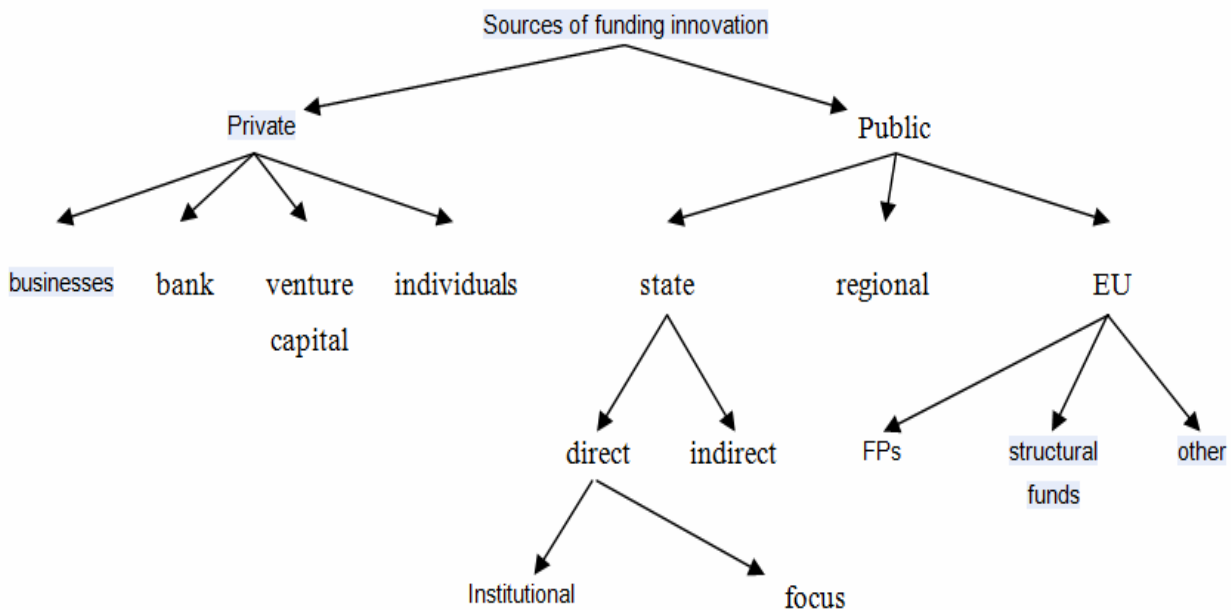 Sources of funding innovation
Private
Public
businesses
bank
venture
capital
individuals
state
regional
EU
direct
indirect
FPs
structural
funds
other
Institutional
focus